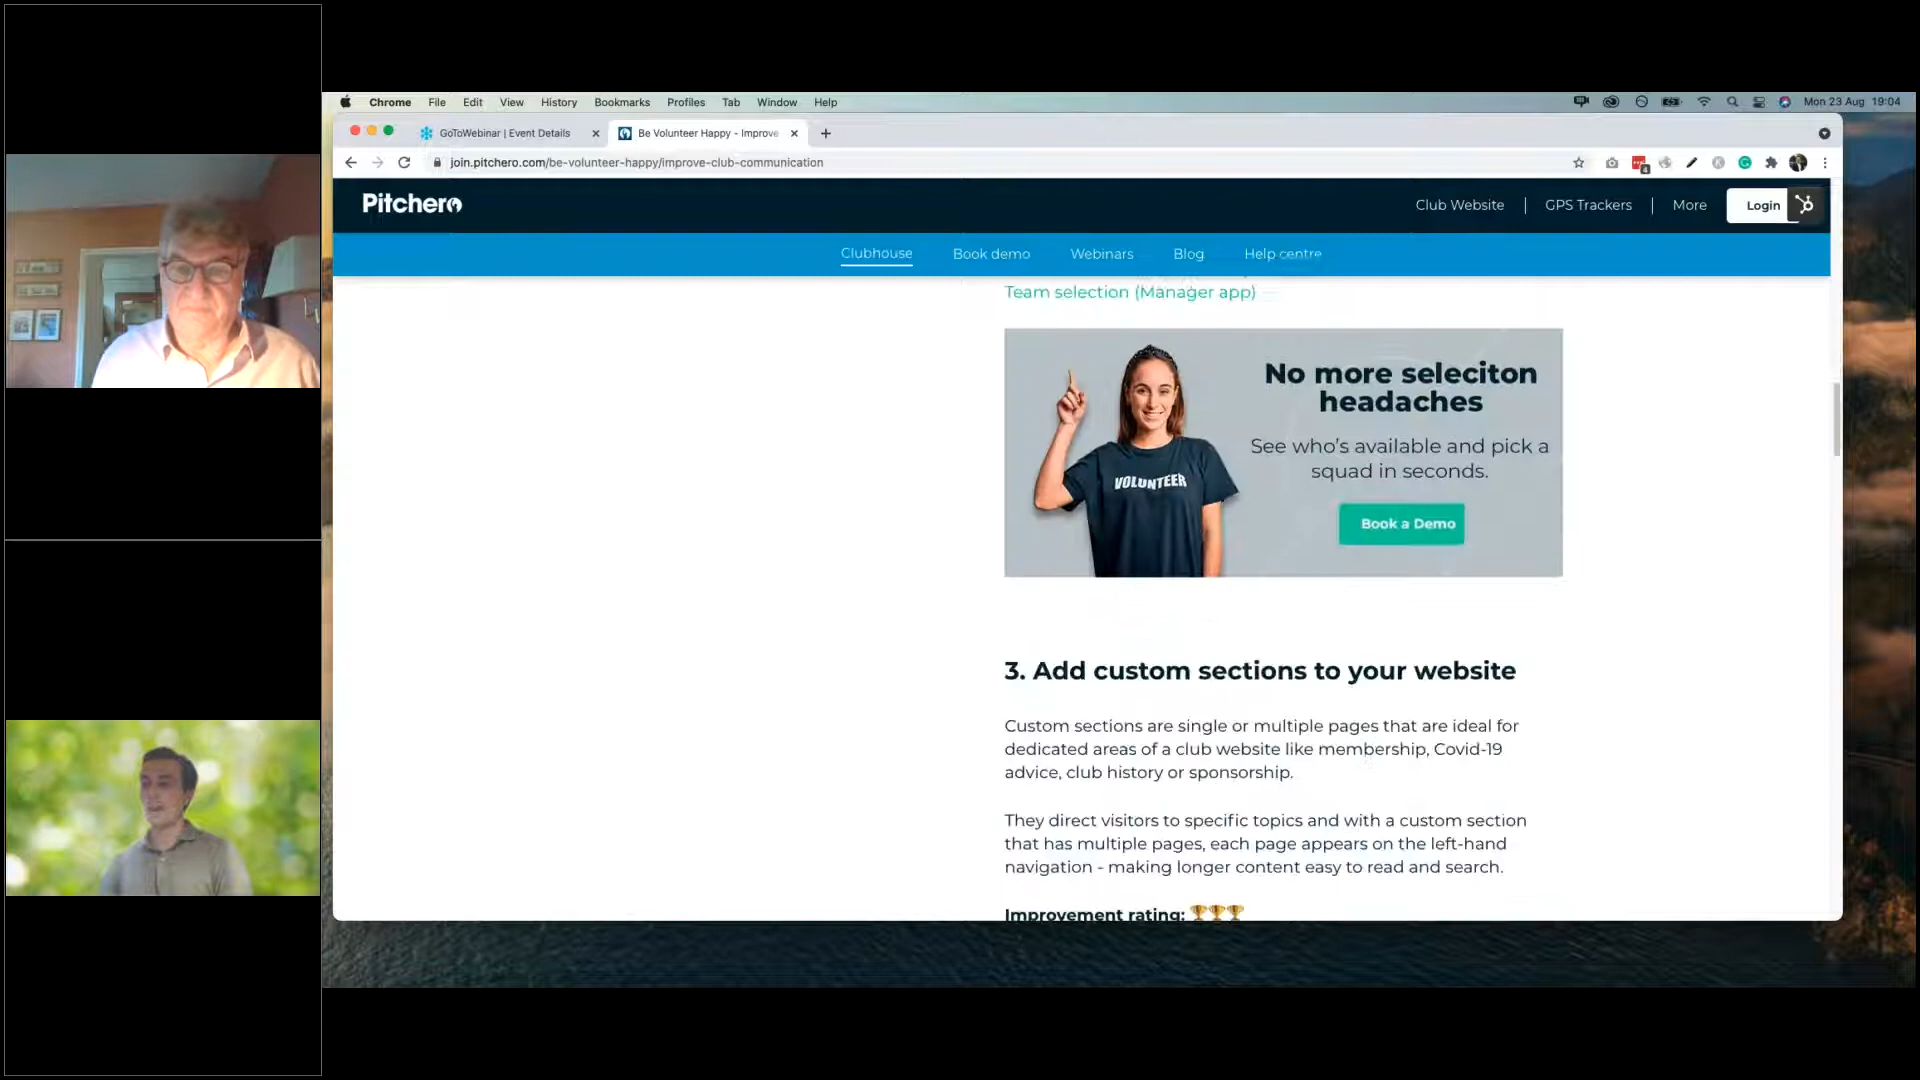 Chrome File Edit View History Bookmarks Profiles Tab Window Help
Mon 23 Aug 19:04
GoToWebinar | Event Details
Be Volunteer Happy - Improve
join.pitchero.com/be-volunteer-happy/improve-club-communication
Pitchero
Club Website | GPS Trackers | More
Login
Clubhouse Book demo Webinars Blog Help centre
Team selection (Manager app)
No more seleciton
headaches
See who's available and pick a
squad in seconds.
Book a Demo
VOLUNTEER
3. Add custom sections to your website
Custom sections are single or multiple pages that are ideal for
dedicated areas of a club website like membership, Covid-19
advice, club history or sponsorship.
They direct visitors to specific topics and with a custom section
that has multiple pages, each page appears on the left-hand
navigation - making longer content easy to read and search.
Improvement rating: 🏆🏆🏆